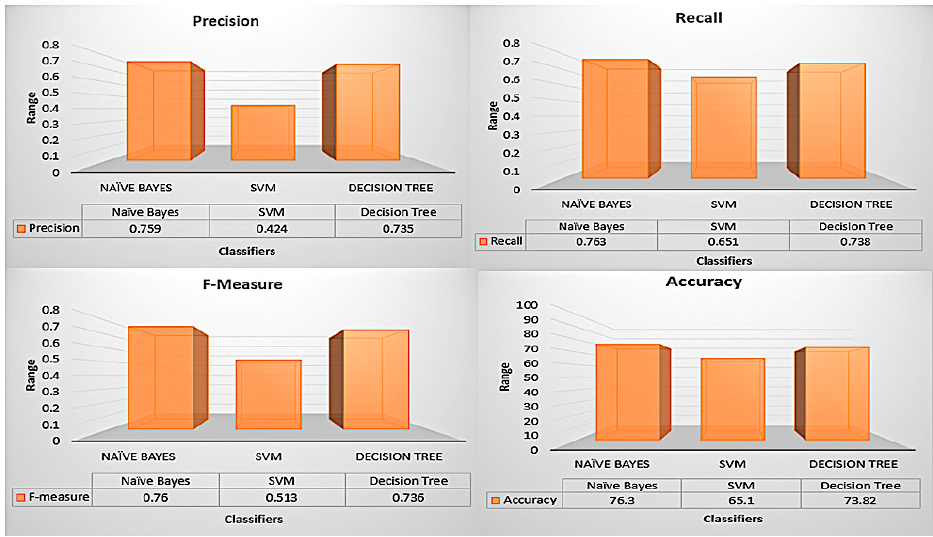 Precision
0.8
0.7
0.6
0.5
0.4
0.3
0.2
0.1
0
Range
NAÏVE BAYES SVM DECISION TREE
Naïve Bayes SVM Decision Tree
Precision 0.759 0.424 0.735
Classifiers
Recall
0.8
0.7
0.6
0.5
0.4
0.3
0.2
0.1
0
Range
NAÏVE BAYES SVM DECISION TREE
Naïve Bayes SVM Decision Tree
Recall 0.763 0.651 0.738
Classifiers
F-Measure
0.8
0.7
0.6
0.5
0.4
0.3
0.2
0.1
0
Range
NAÏVE BAYES SVM DECISION TREE
Naïve Bayes SVM Decision Tree
F-measure 0.76 0.513 0.736
Classifiers
Accuracy
100
90
80
70
60
50
40
30
20
10
0
Range
NAÏVE BAYES SVM DECISION TREE
Naïve Bayes SVM Decision Tree
Accuracy 76.3 65.1 73.82
Classifiers